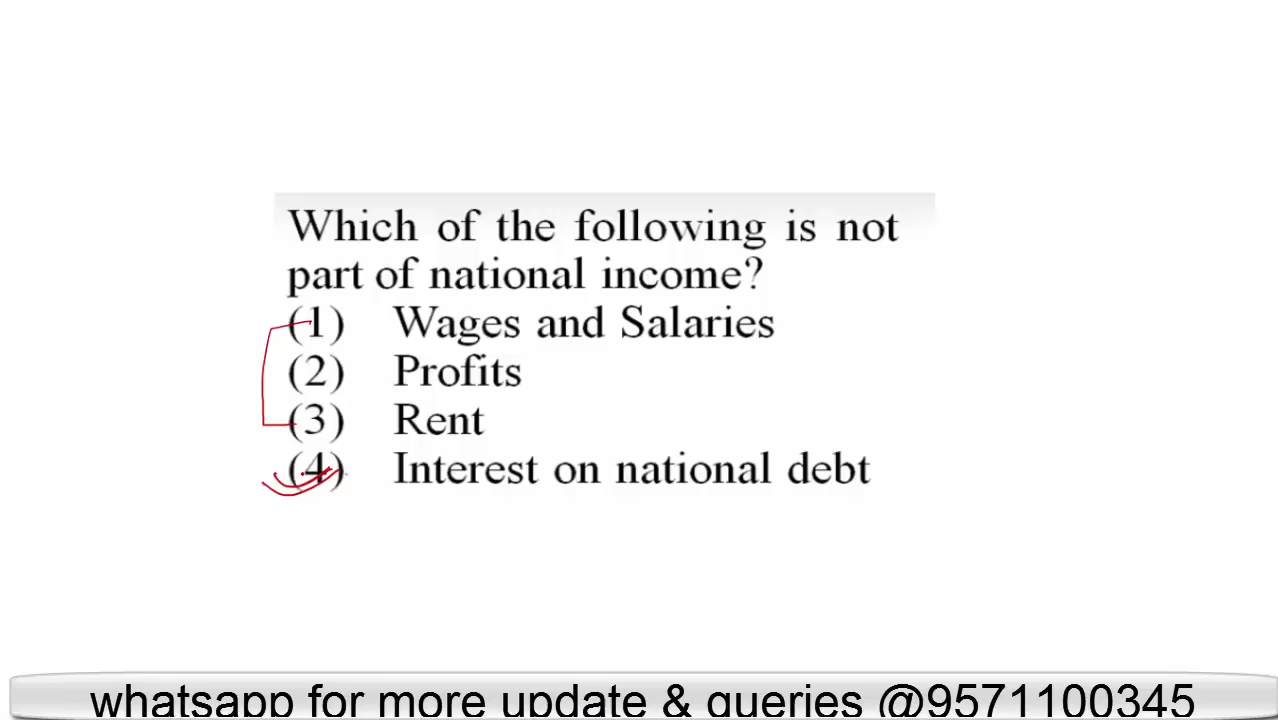 Which of the following is not
part of national income?
(1) Wages and Salaries
(2) Profits
(3) Rent
(4) Interest on national debt
whatsapp for more update & queries @9571100345